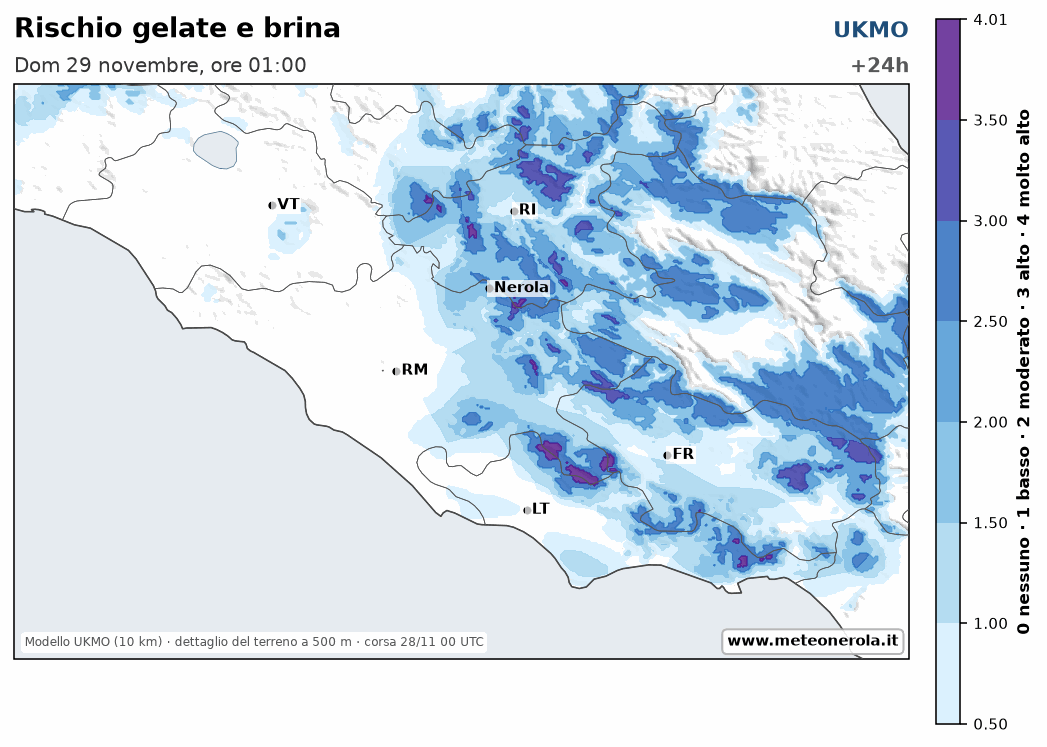 Rischio gelate e brina
UKMO
Dom 29 novembre, ore 01:00
+24h
4.01
3.50
3.00
2.50
2.00
1.50
1.00
0.50
0 nessuno · 1 basso · 2 moderato · 3 alto · 4 molto alto
VT
RI
Nerola
RM
FR
LT
Modello UKMO (10 km) · dettaglio del terreno a 500 m · corsa 28/11 00 UTC
www.meteonerola.it